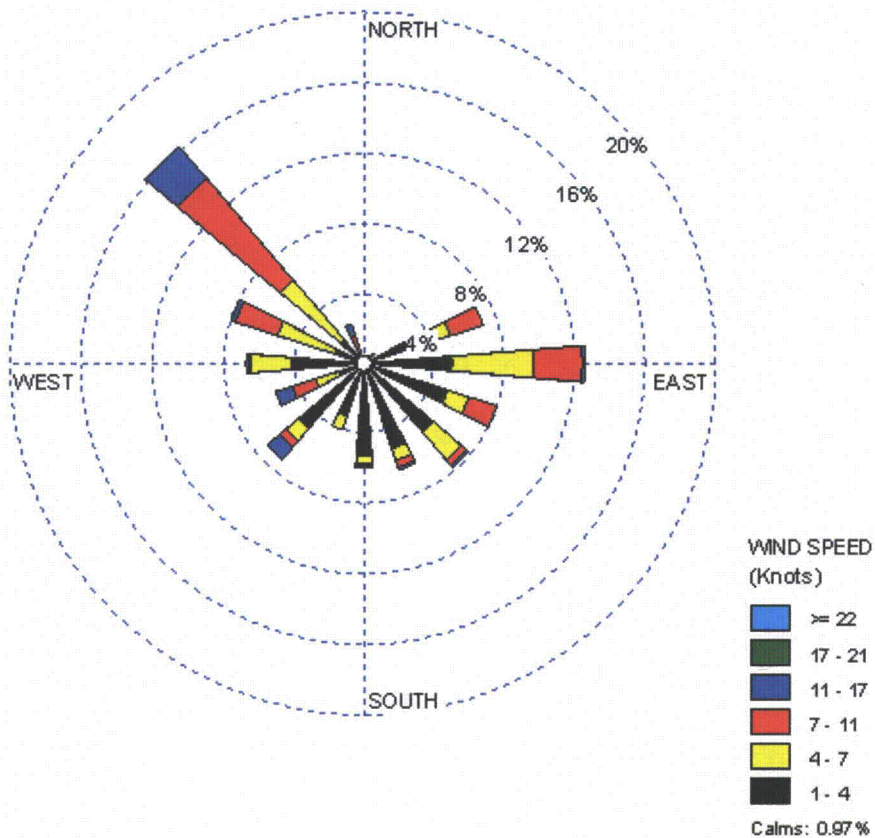 NORTH
20%
16%
12%
8%
4%
WEST
EAST
SOUTH
WIND SPEED
(Knots)
>= 22
17 - 21
11 - 17
7 - 11
4 - 7
1 - 4
Calms: 0.97%